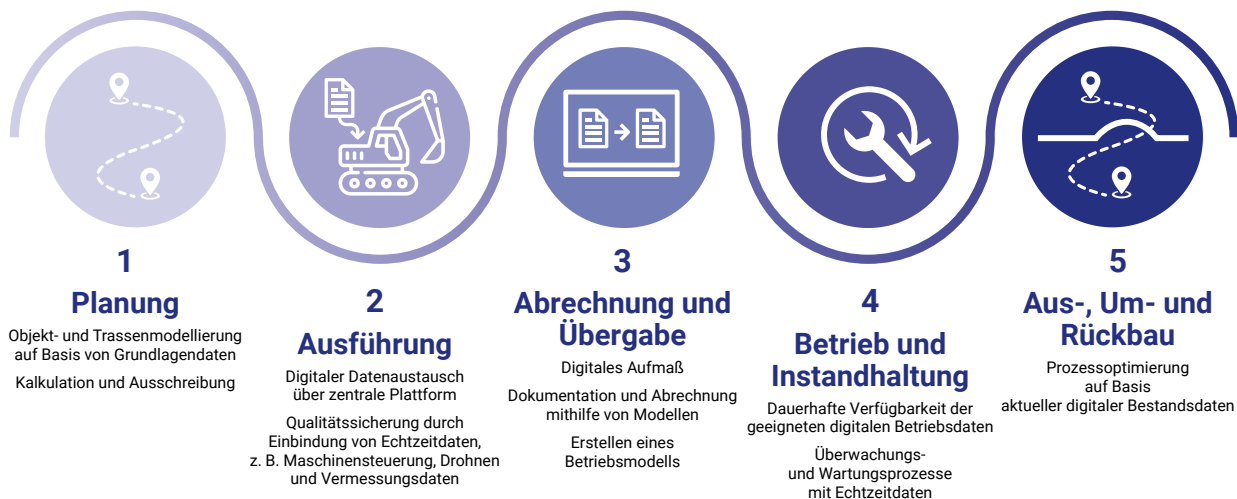 1
Planung
Objekt- und Trassenmodellierung
auf Basis von Grundlagendaten
Kalkulation und Ausschreibung
2
Ausführung
Digitaler Datenaustausch
über zentrale Plattform
Qualitätssicherung durch
Einbindung von Echtzeitdaten,
z. B. Maschinensteuerung, Drohnen
und Vermessungsdaten
3
Abrechnung und
Übergabe
Digitales Aufmaß
Dokumentation und Abrechnung
mithilfe von Modellen
Erstellen eines
Betriebsmodells
4
Betrieb und
Instandhaltung
Dauerhafte Verfügbarkeit der
geeigneten digitalen Betriebsdaten
Überwachungs-
und Wartungsprozesse
mit Echtzeitdaten
5
Aus-, Um- und
Rückbau
Prozessoptimierung
auf Basis
aktueller digitaler Bestandsdaten